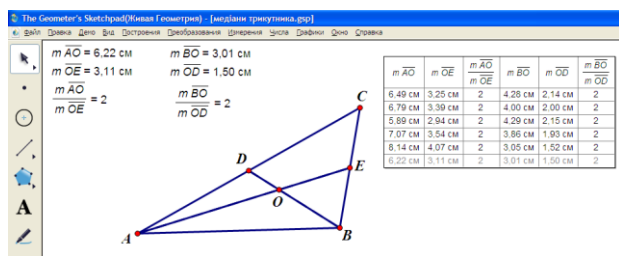 The Geometer's Sketchpad(Живая Геометрия) - [медіани трикутника.gsp]
Файл Правка Дено Вид Построения Преобразования Измерения Числа Графики Окно Справка
m AO = 6,22 см m BO = 3,01 см
m OE = 3,11 см m OD = 1,50 см
m AO / m OE = 2 m BO / m OD = 2
m AO m OE m AO / m OE m BO m OD m BO / m OD
6,49 см 3,25 см 2 4,28 см 2,14 см 2
6,79 см 3,39 см 2 4,00 см 2,00 см 2
5,89 см 2,94 см 2 4,29 см 2,15 см 2
7,07 см 3,54 см 2 3,86 см 1,93 см 2
8,14 см 4,07 см 2 3,05 см 1,52 см 2
6,22 см 3,11 см 2 3,01 см 1,50 см 2
C
D
E
O
A
B
A